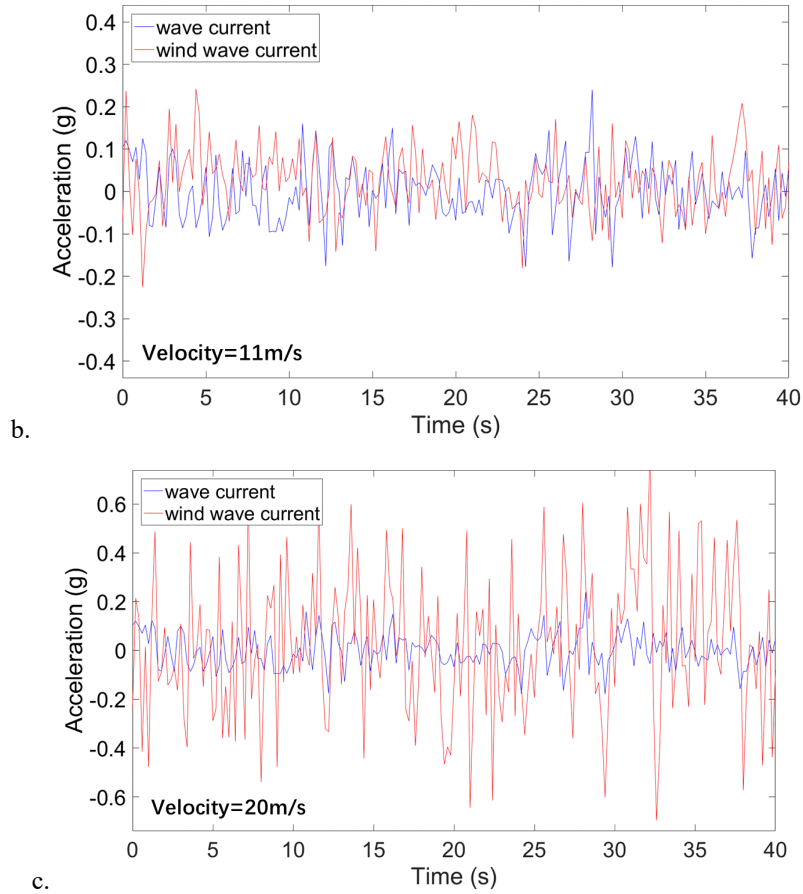 0.4
0.3
0.2
0.1
0
-0.1
-0.2
-0.3
-0.4
Acceleration (g)
wave current
wind wave current
Velocity=11m/s
0 5 10 15 20 25 30 35 40
Time (s)
b.
0.6
0.4
0.2
0
-0.2
-0.4
-0.6
Acceleration (g)
wave current
wind wave current
Velocity=20m/s
0 5 10 15 20 25 30 35 40
Time (s)
c.